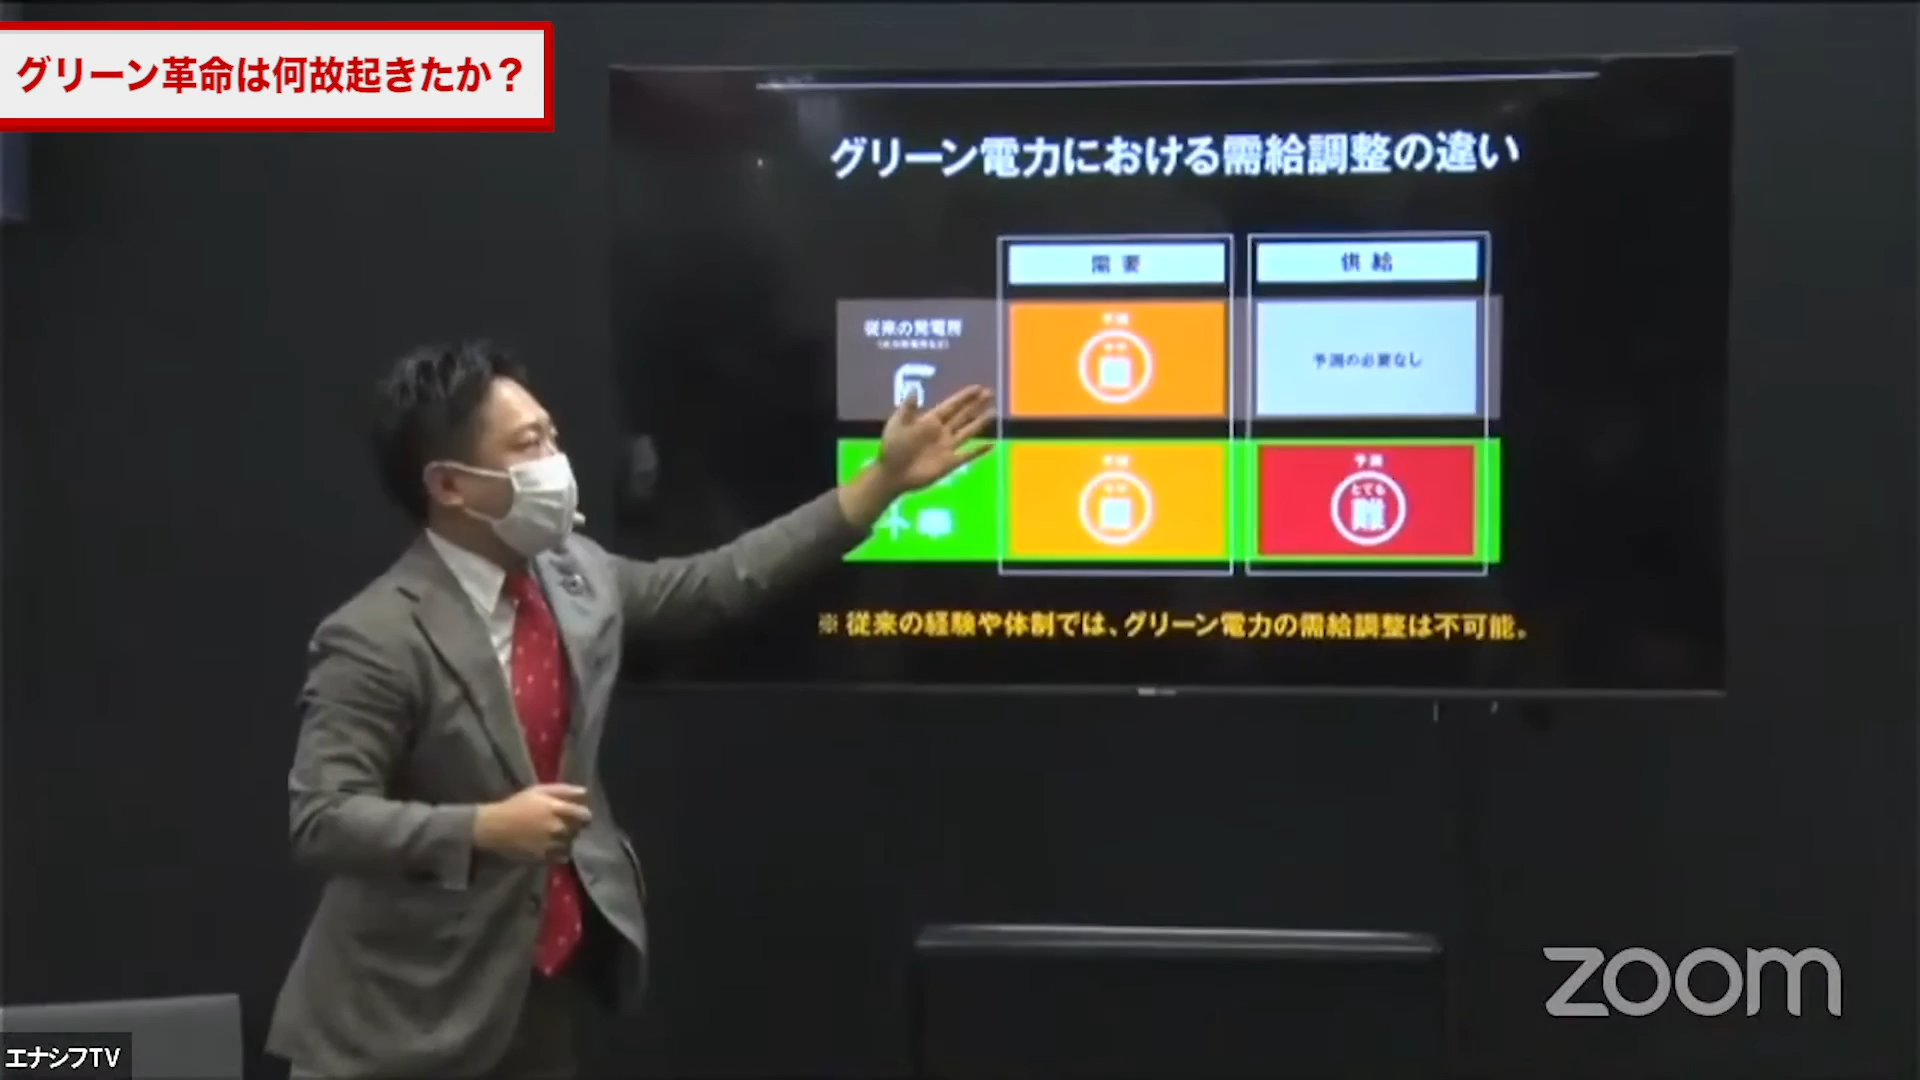 グリーン革命は何故起きたか？
グリーン電力における需給調整の違い
需要
供給
従来の発電所
予測
予測の必要なし
予測
予測
とても
難
※ 従来の経験や体制では、グリーン電力の需給調整は不可能。
zoom
エナシフTV